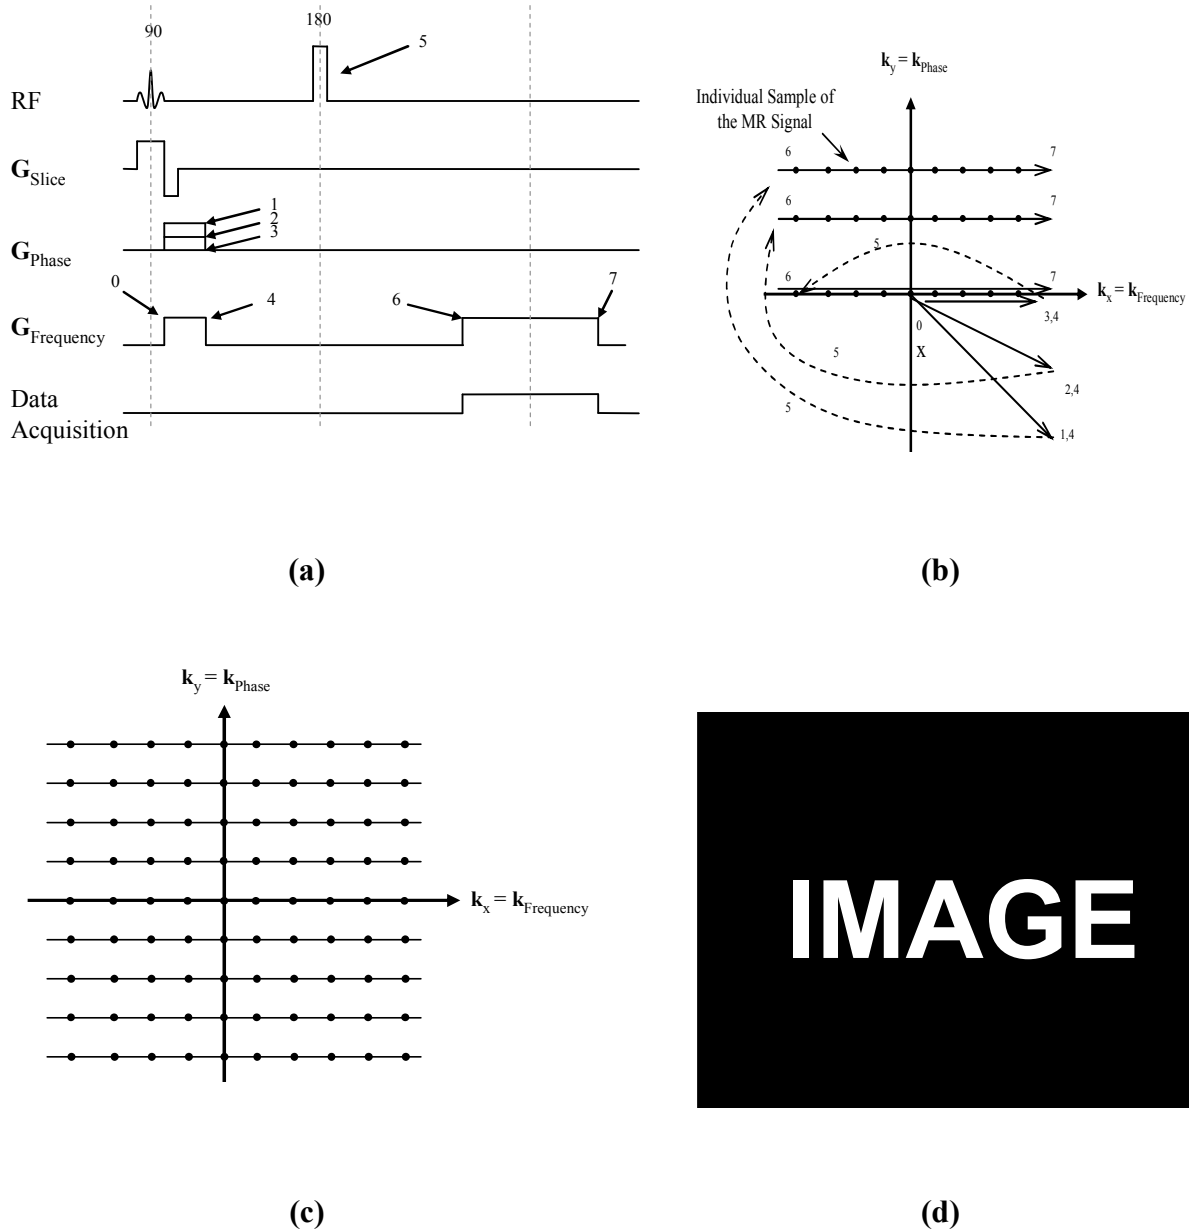 180
90
5
RF
G Slice
1
2
3
G Phase
0
4
6
7
G Frequency
Data
Acquisition
(a)
k y = k Phase
Individual Sample of
the MR Signal
6 7
6 7
5
6 7
k x = k Frequency
3,4
0
X
5
2,4
5
1,4
(b)
k y = k Phase
k x = k Frequency
(c)
IMAGE
(d)